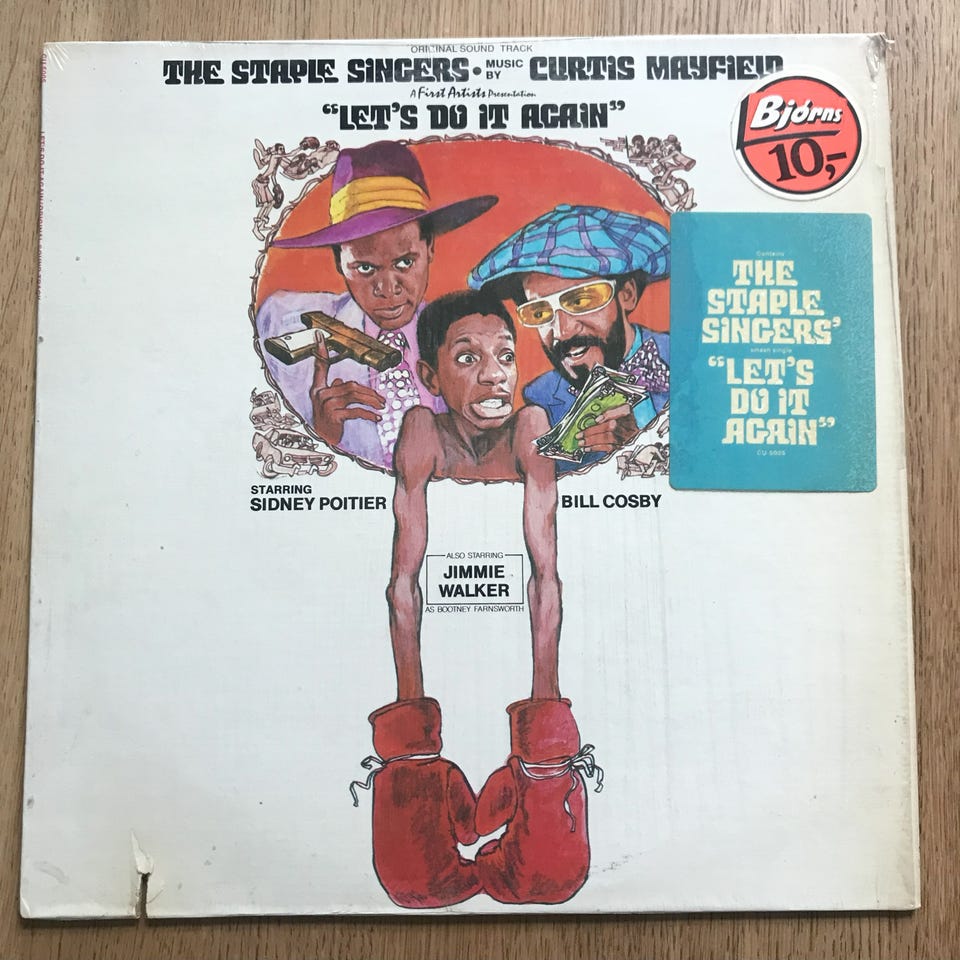 ORIGINAL SOUND TRACK
THE STAPLE SINGERS • MUSIC BY CURTIS MAYFIELD
A First Artists Presentation
"LET'S DO IT AGAIN"
Bjorns
10,-
Contains
THE
STAPLE
SINGERS'
smash single
"LET'S
DO IT
AGAIN"
CU 5005
STARRING
SIDNEY POITIER
BILL COSBY
ALSO STARRING
JIMMIE
WALKER
AS BOOTNEY FARNSWORTH